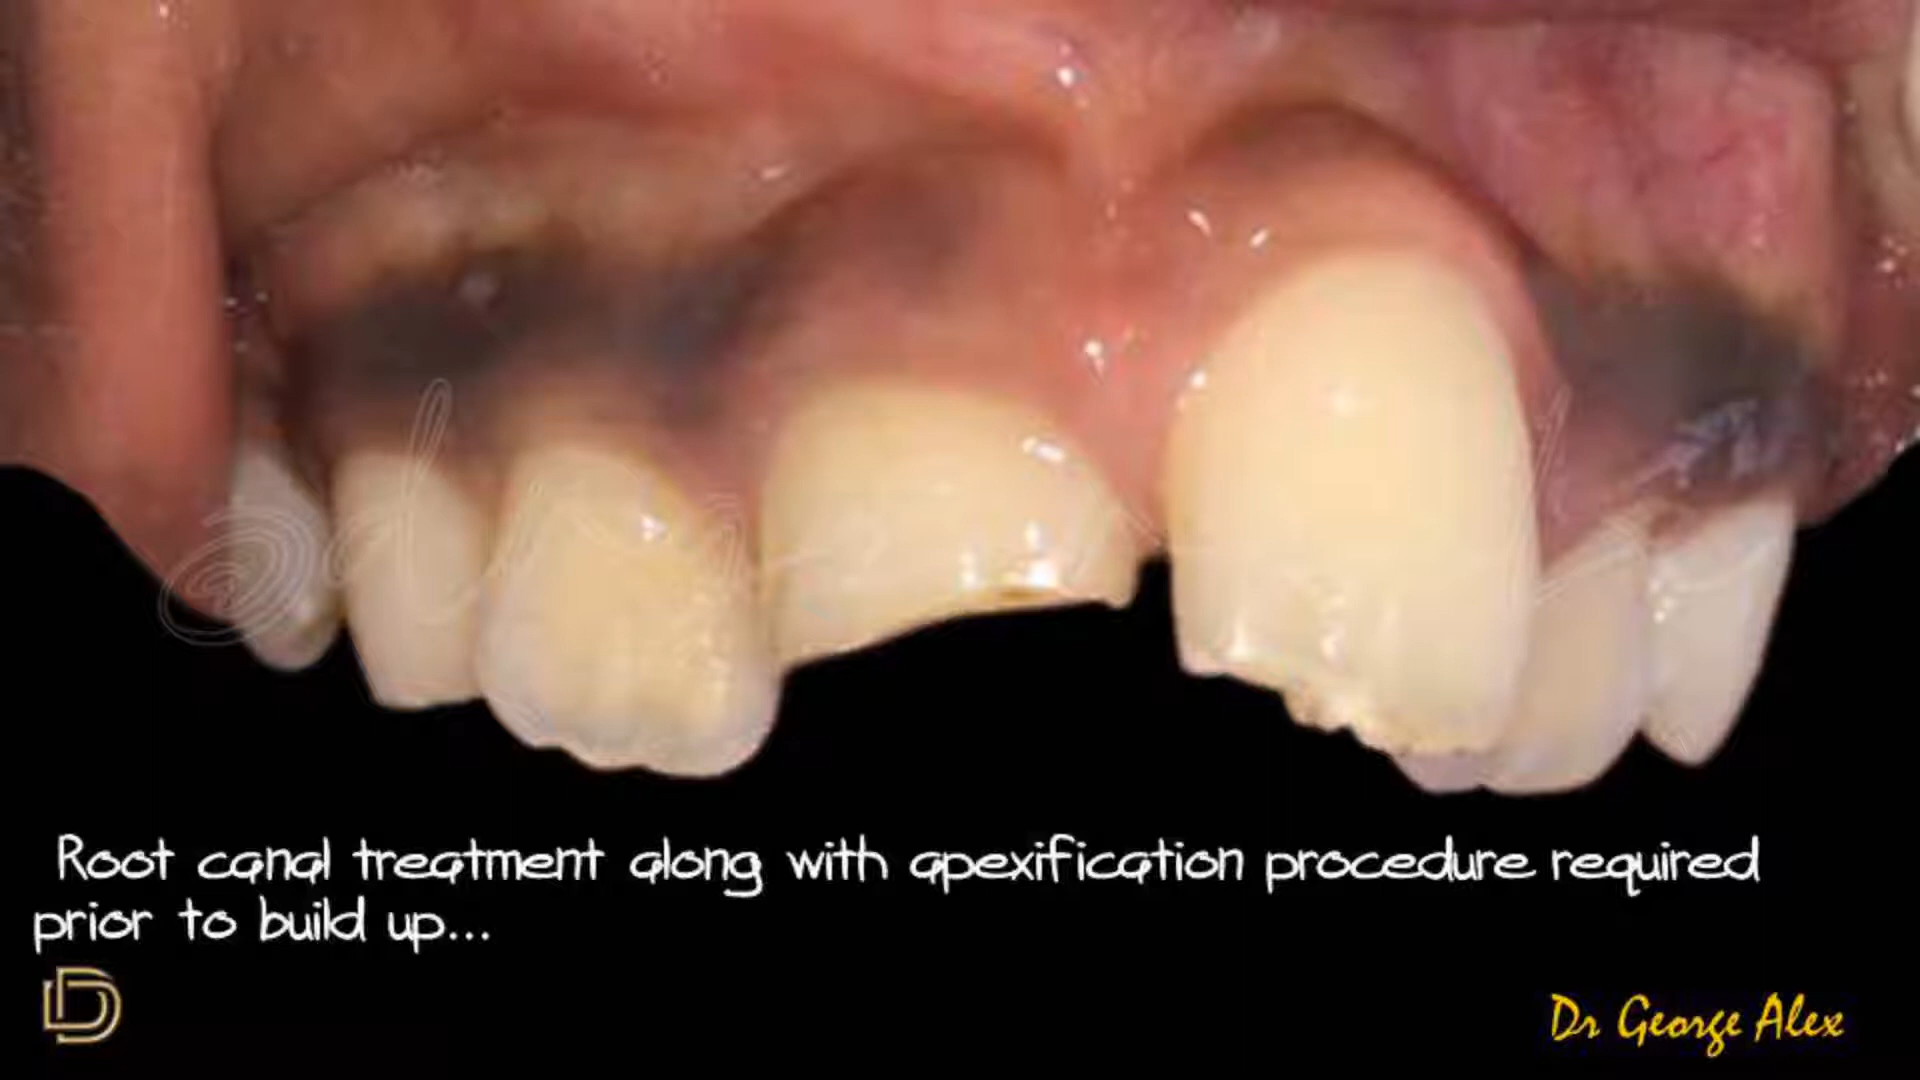 Root canal treatment along with apexification procedure required
prior to build up...
Dr George Alex